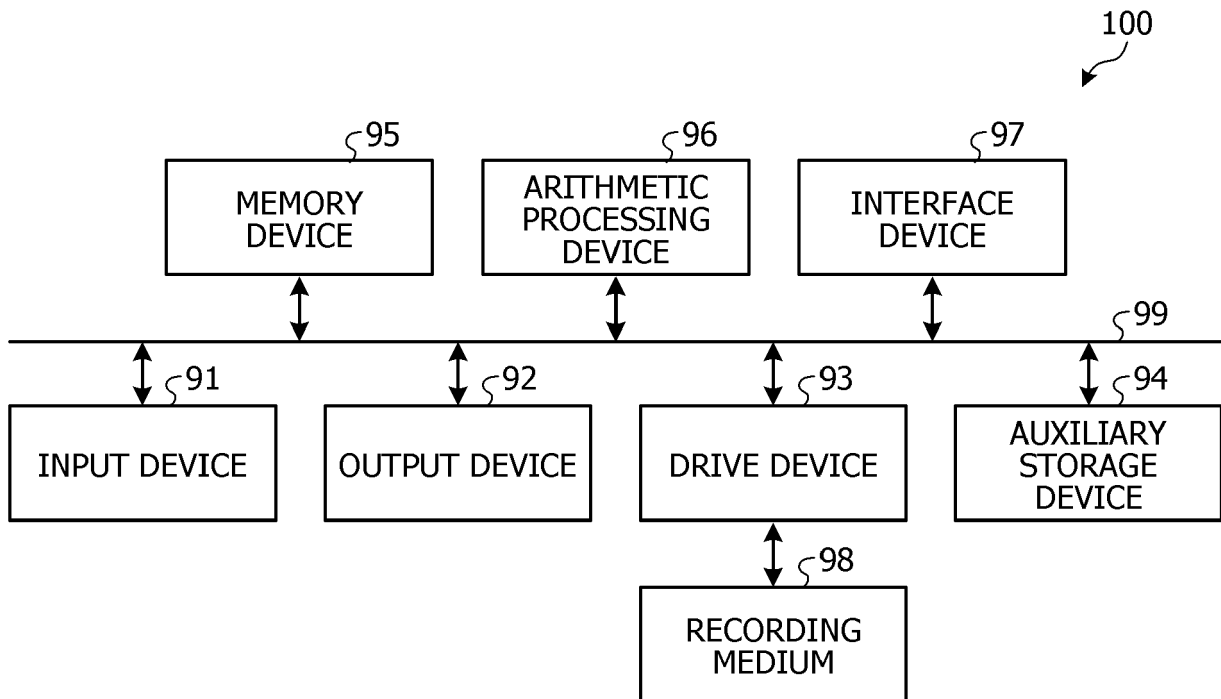 100
95
MEMORY
DEVICE
96
ARITHMETIC
PROCESSING
DEVICE
97
INTERFACE
DEVICE
99
91
INPUT DEVICE
92
OUTPUT DEVICE
93
DRIVE DEVICE
94
AUXILIARY
STORAGE
DEVICE
98
RECORDING
MEDIUM